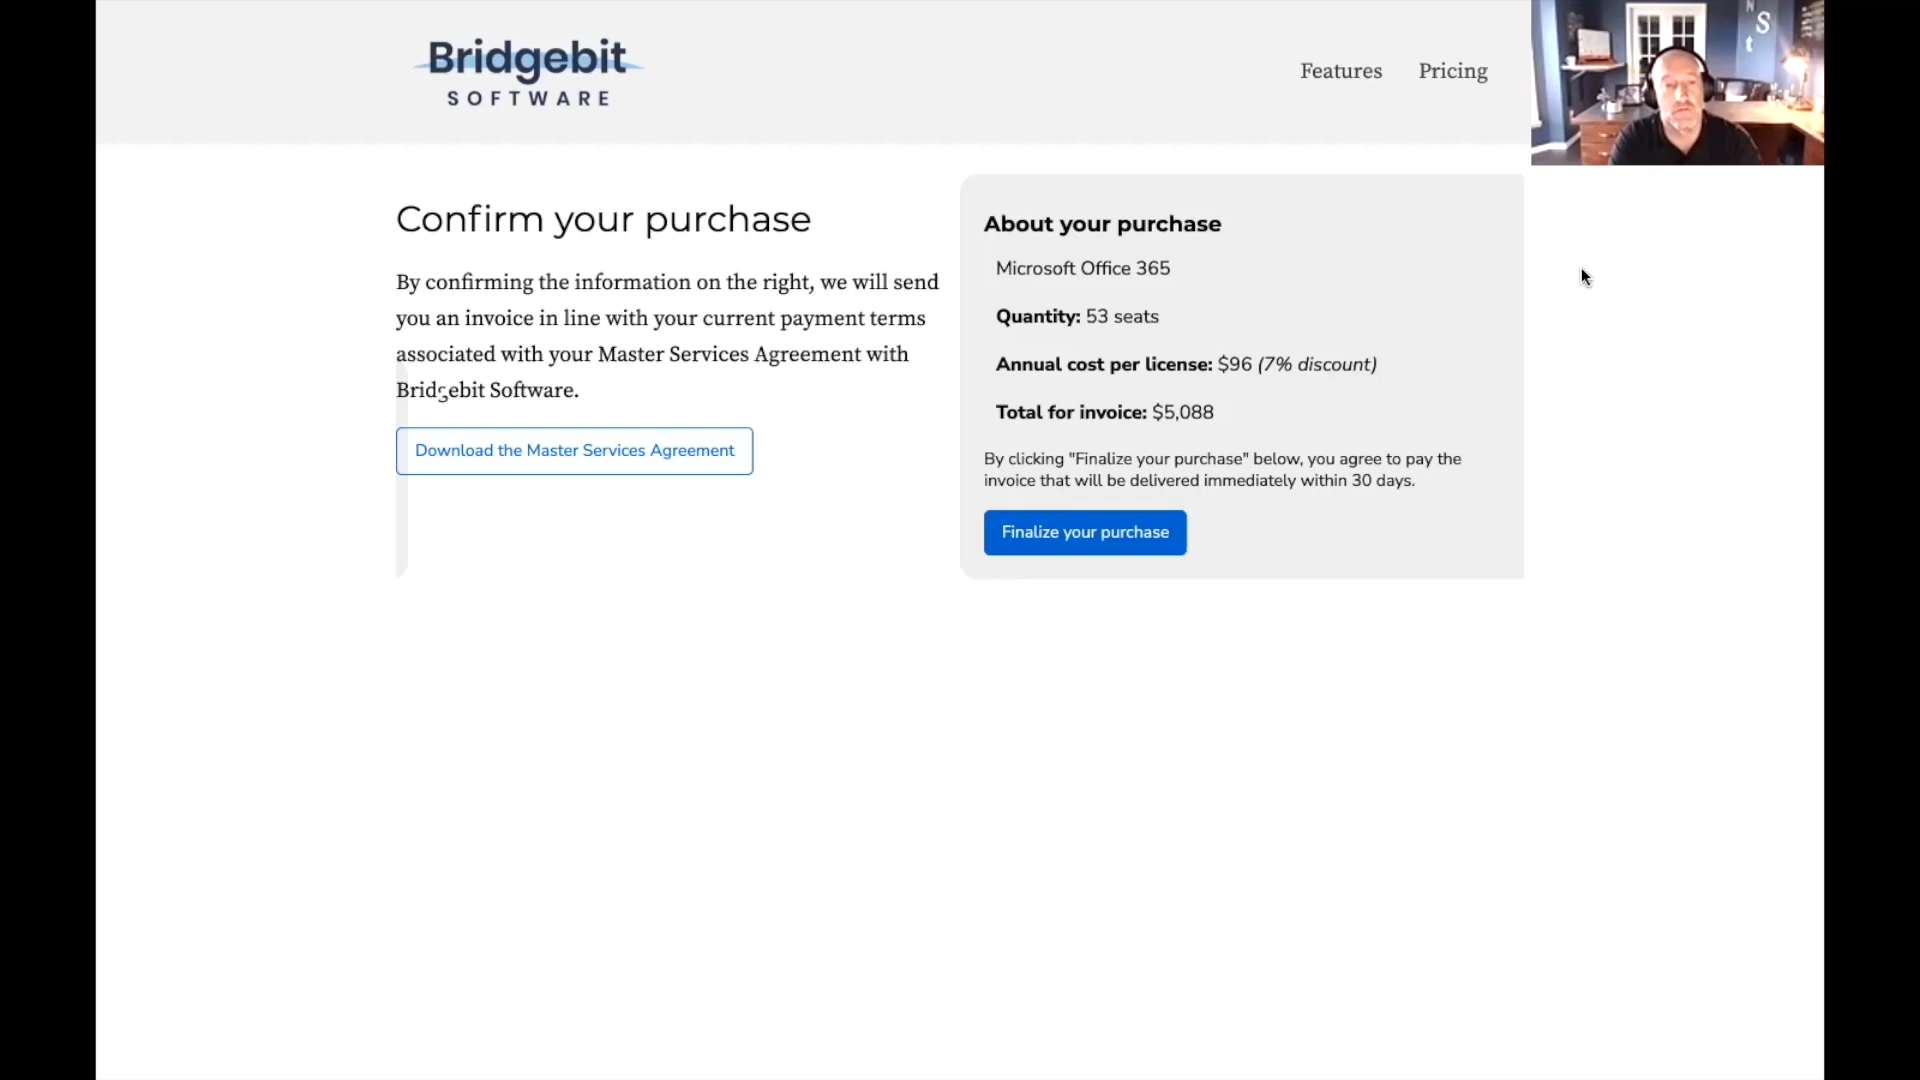 Bridgebit
SOFTWARE
Features
Pricing
N
S
t
Confirm your purchase
By confirming the information on the right, we will send
you an invoice in line with your current payment terms
associated with your Master Services Agreement with
Bridgebit Software.
Download the Master Services Agreement
About your purchase
Microsoft Office 365
Quantity: 53 seats
Annual cost per license: $96 (7% discount)
Total for invoice: $5,088
By clicking "Finalize your purchase" below, you agree to pay the
invoice that will be delivered immediately within 30 days.
Finalize your purchase